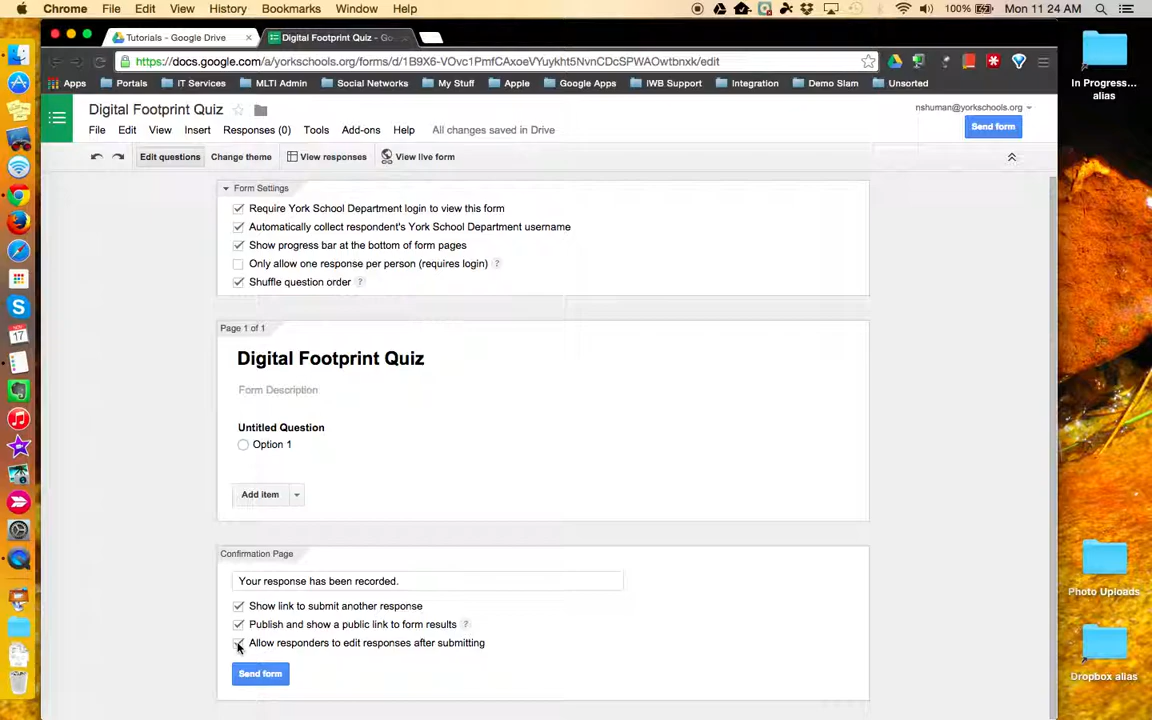 Chrome File Edit View History Bookmarks Window Help 100% Mon 11:24 AM
Tutorials - Google Drive × Digital Footprint Quiz - Go ×
https://docs.google.com/a/yorkschools.org/forms/d/1B9X6-VOvc1PmfCAxoeVYuykht5NvnCDcSPWAOwtbnxk/edit
Apps Portals IT Services MLTI Admin Social Networks My Stuff Google Apps Apple IWB Support Integration Demo Slam Unsorted
In Progress...
alias
Digital Footprint Quiz
nshuman@yorkschools.org
File Edit View Insert Responses (0) Tools Add-ons Help All changes saved in Drive
Send form
Edit questions Change theme View responses View live form
Form Settings
Require York School Department login to view this form
Automatically collect respondent's York School Department username
Show progress bar at the bottom of form pages
Only allow one response per person (requires login) ?
Shuffle question order ?
Page 1 of 1
Digital Footprint Quiz
Form Description
Untitled Question
Option 1
Add item
Confirmation Page
Your response has been recorded.
Show link to submit another response
Publish and show a public link to form results ?
Allow responders to edit responses after submitting
Send form
17
Photo Uploads
Dropbox alias